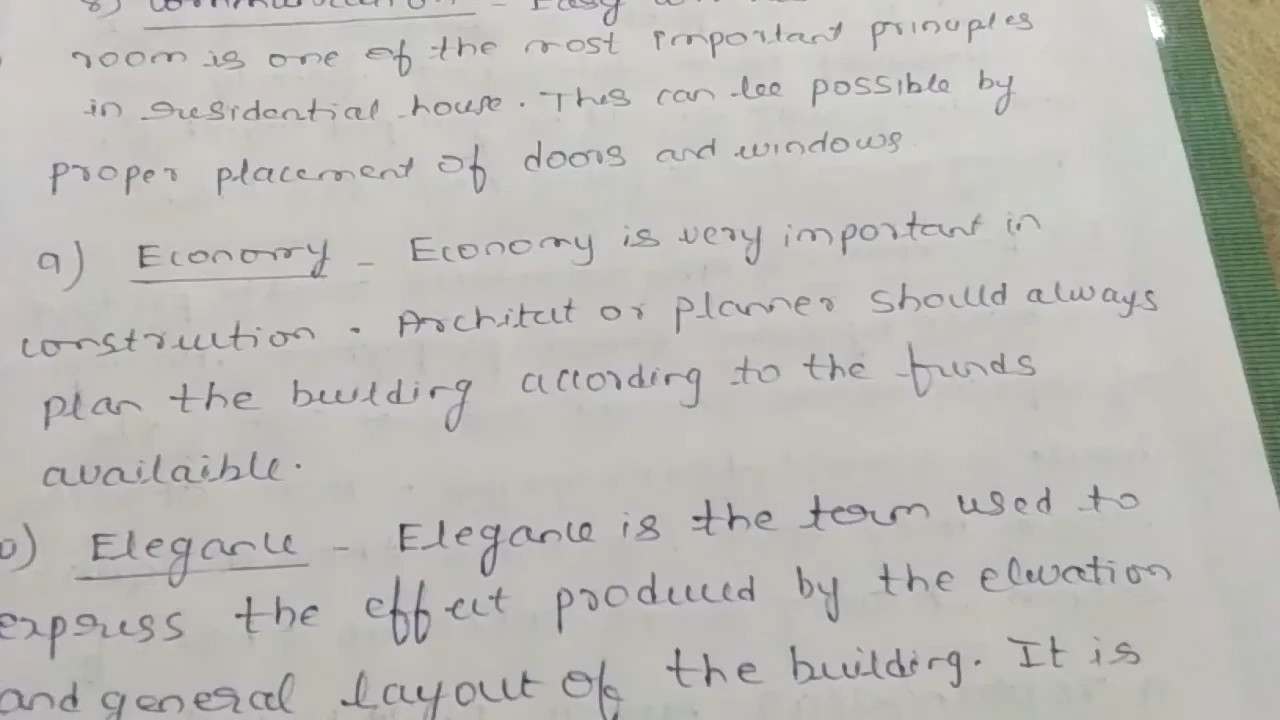 room is one of the most important principles
in residential house. This can be possible by
proper placement of doors and windows
9) Economy - Economy is very important in
construction. Architect or planner should always
plan the building according to the funds
availaible.
0) Elegance - Elegance is the term used to
express the effect produced by the elevation
and general layout of the building. It is